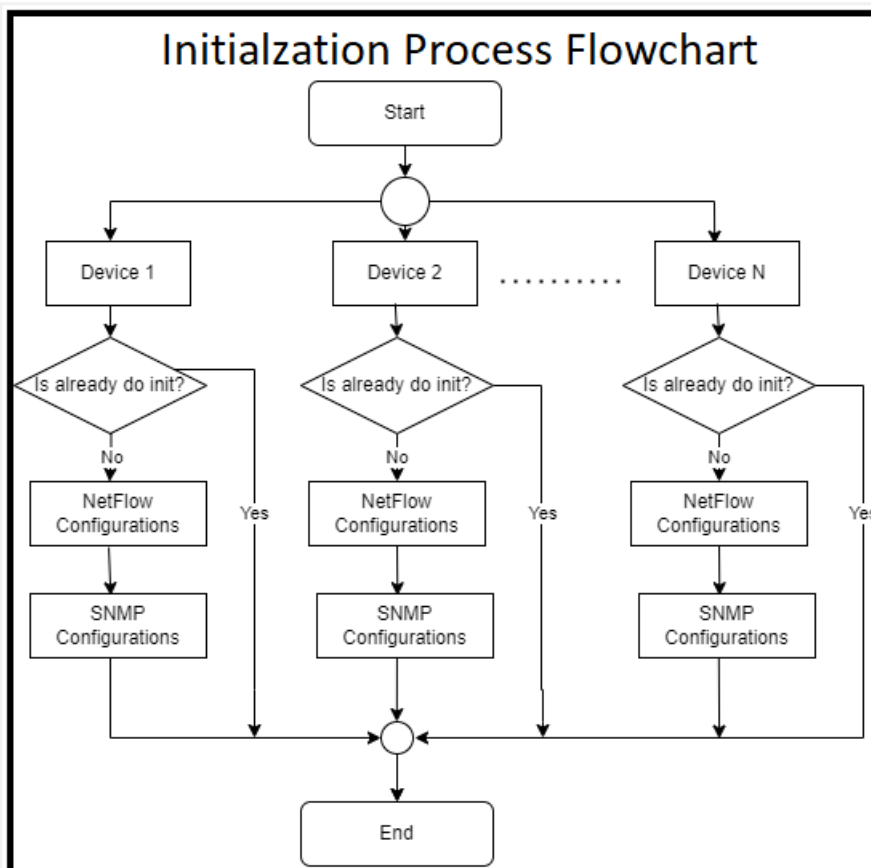 Initialzation Process Flowchart
Start
Device 1
Device 2
..........
Device N
Is already do init?
Is already do init?
Is already do init?
No
No
No
NetFlow
Configurations
Yes
NetFlow
Configurations
Yes
NetFlow
Configurations
Yes
SNMP
Configurations
SNMP
Configurations
SNMP
Configurations
End